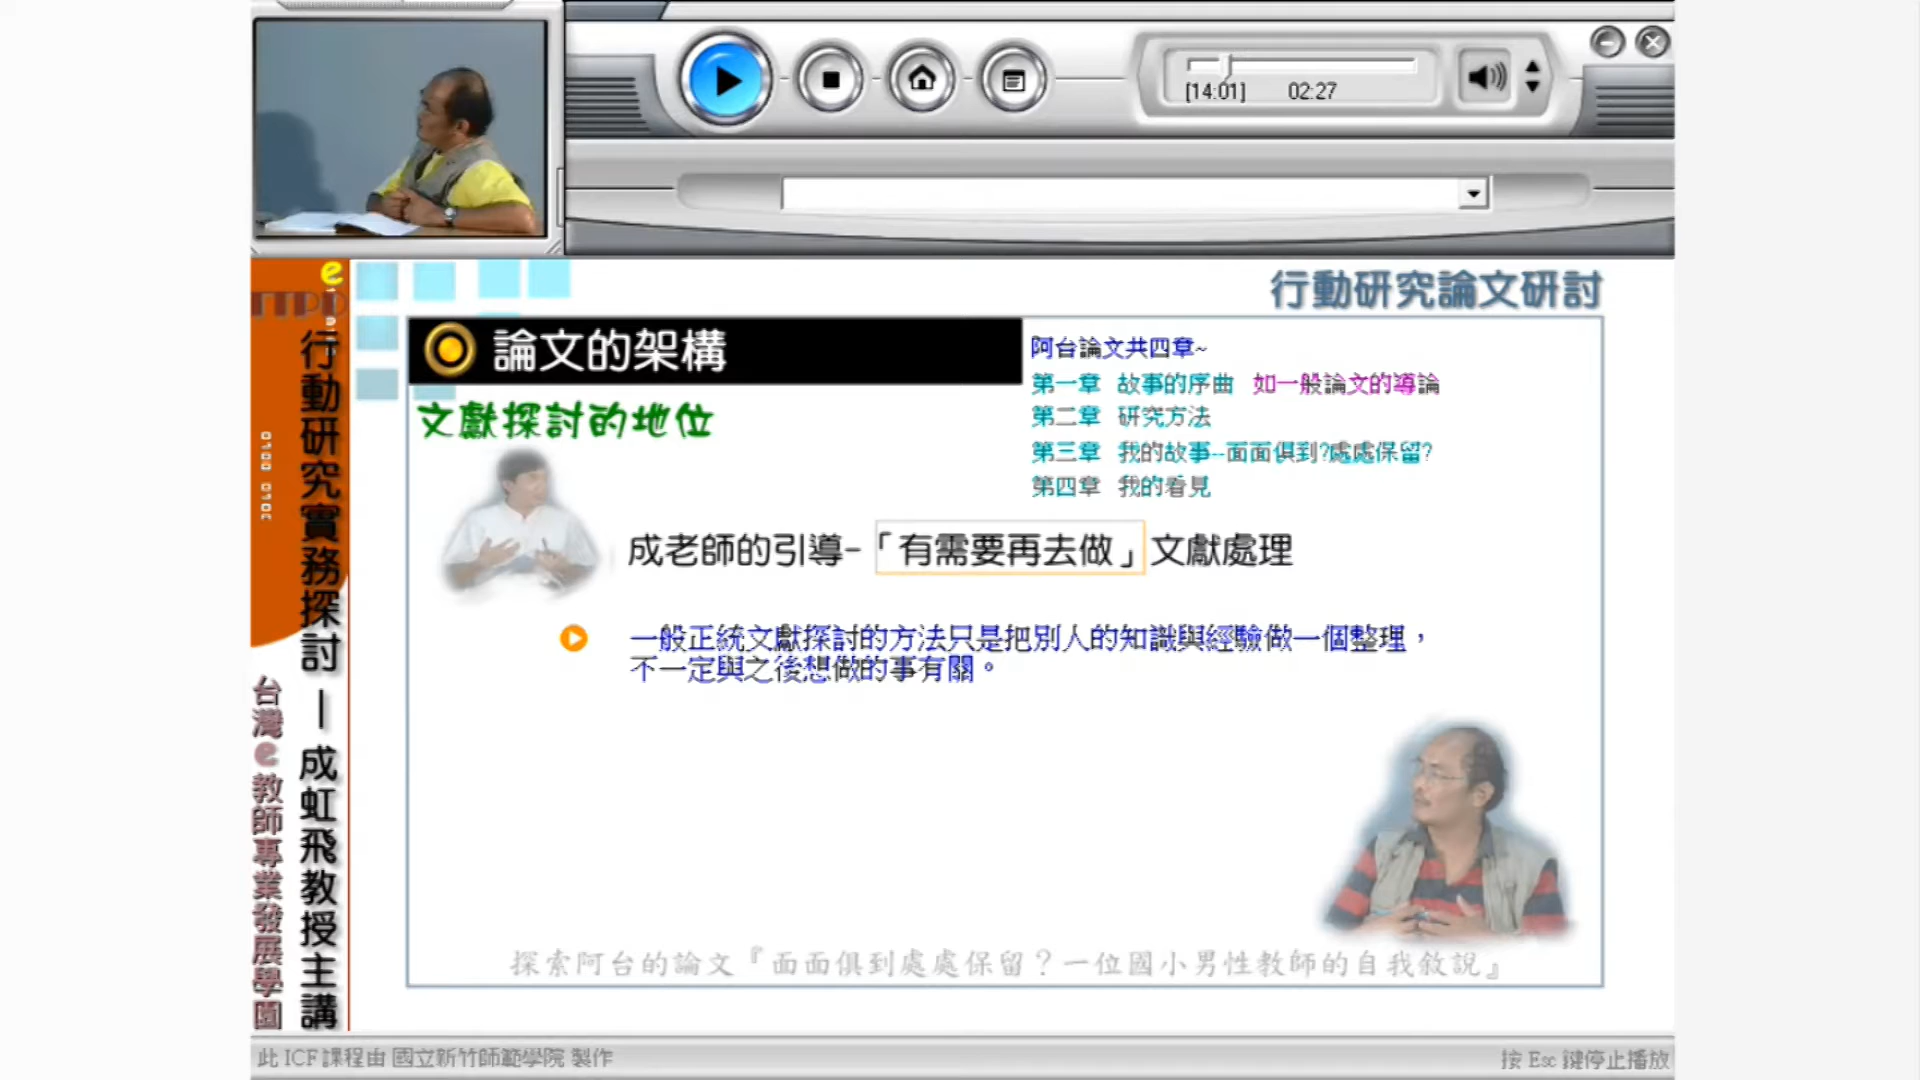 [14:01] 02:27
行動研究論文研討
論文的架構
阿台論文共四章~
第一章 故事的序曲 如一般論文的導論
第二章 研究方法
第三章 我的故事--面面俱到?處處保留?
第四章 我的看見
文獻探討的地位
成老師的引導-「有需要再去做」文獻處理
一般正統文獻探討的方法只是把別人的知識與經驗做一個整理，
不一定與之後想做的事有關。
探索阿台的論文『面面俱到處處保留？一位國小男性教師的自我敘說』
行動研究實務探討－成虹飛教授主講
台灣e教師專業發展學園
此 ICF 課程由 國立新竹師範學院 製作
按 Esc 鍵停止播放